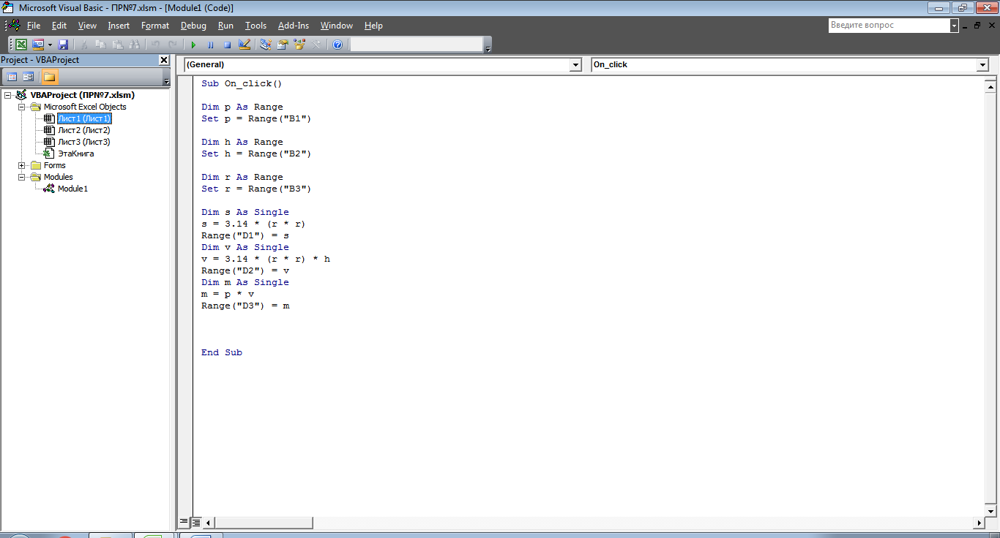 Microsoft Visual Basic - ПР№7.xlsm - [Module1 (Code)]
File Edit View Insert Format Debug Run Tools Add-Ins Window Help
Введите вопрос
Project - VBAProject
(General)
On_click
VBAProject (ПР№7.xlsm)
Microsoft Excel Objects
Лист1 (Лист1)
Лист2 (Лист2)
Лист3 (Лист3)
ЭтаКнига
Forms
Modules
Module1
Sub On_click()
Dim p As Range
Set p = Range("B1")
Dim h As Range
Set h = Range("B2")
Dim r As Range
Set r = Range("B3")
Dim s As Single
s = 3.14 * (r * r)
Range("D1") = s
Dim v As Single
v = 3.14 * (r * r) * h
Range("D2") = v
Dim m As Single
m = p * v
Range("D3") = m
End Sub